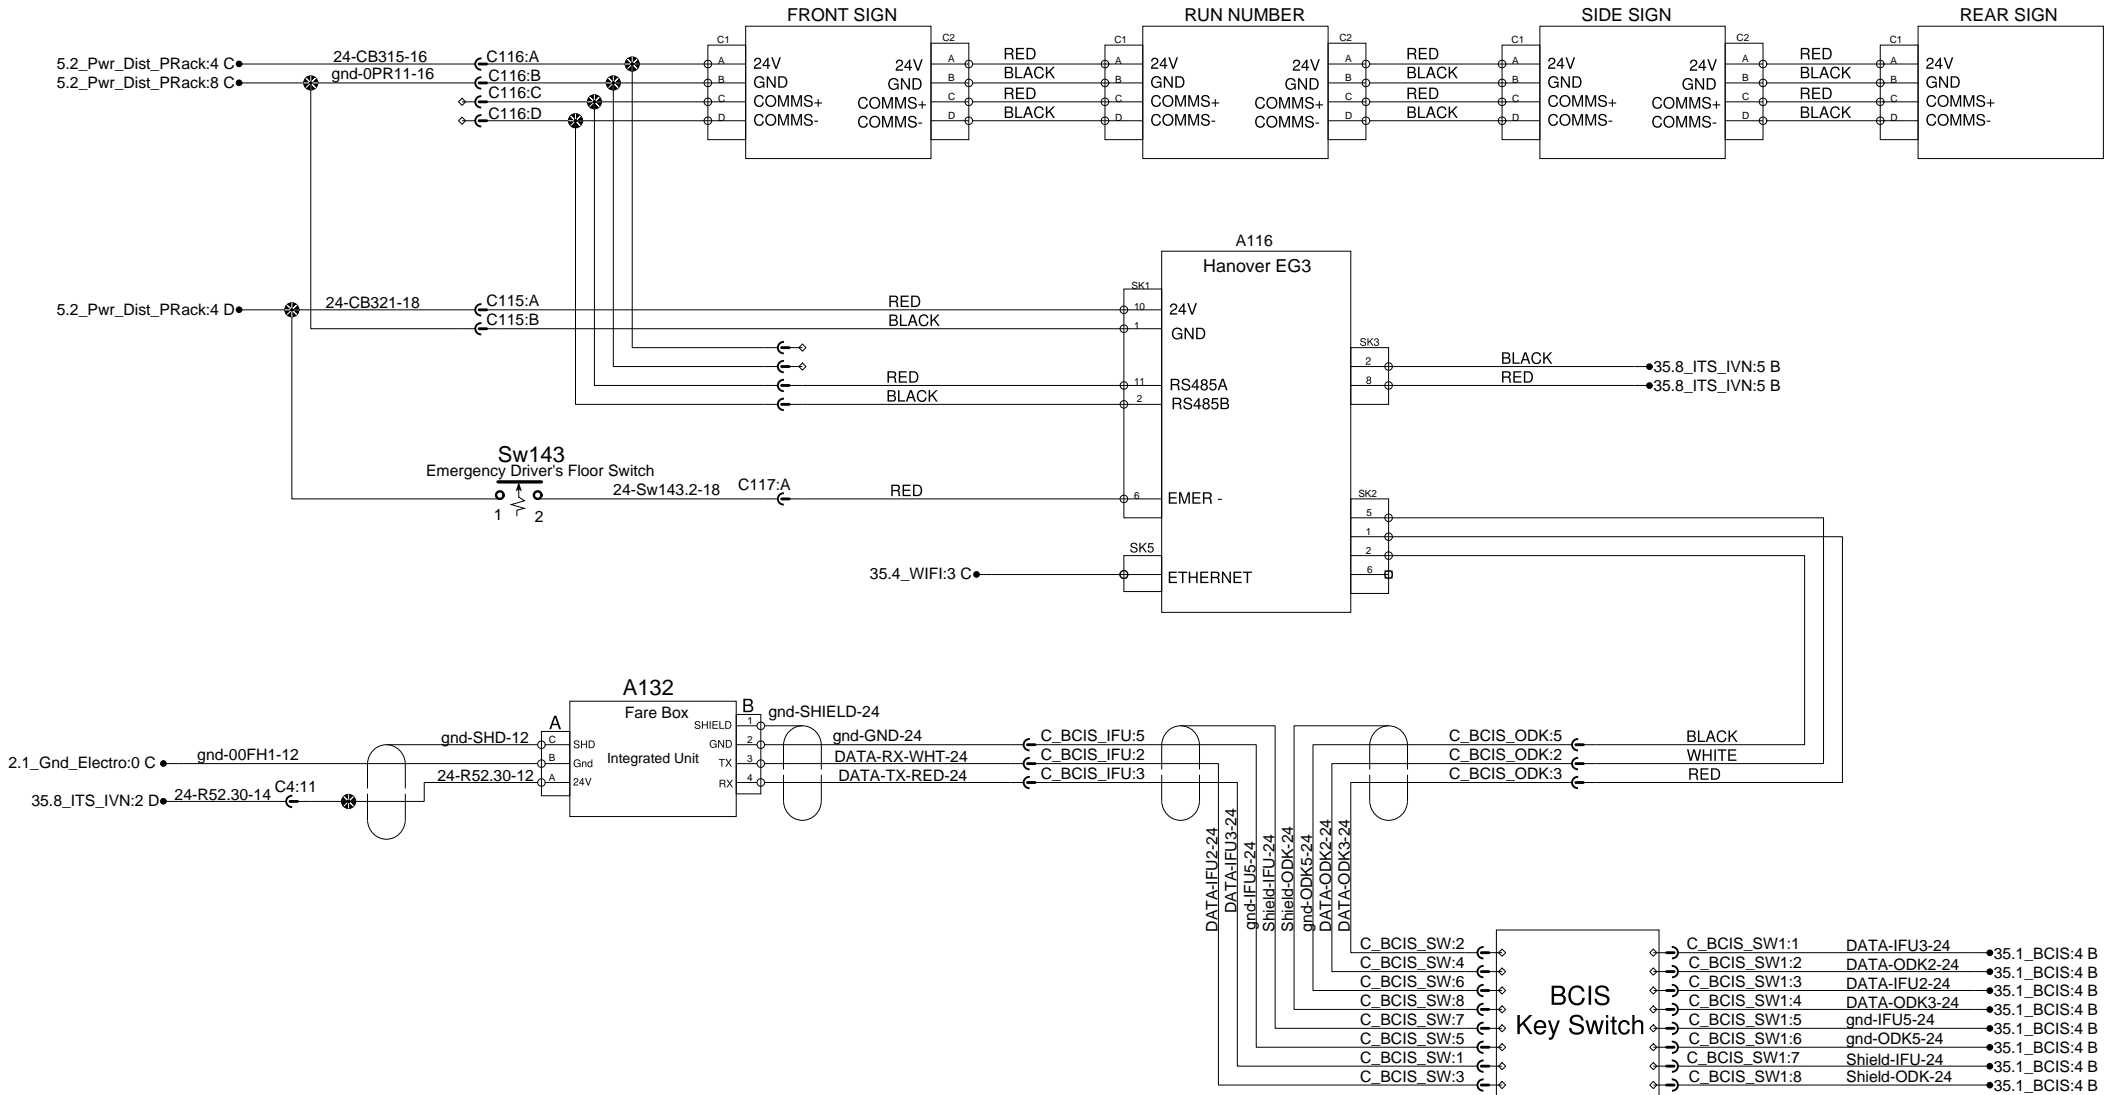 FRONT SIGN
RUN NUMBER
SIDE SIGN
REAR SIGN
5.2_Pwr_Dist_PRack:4 C
24-CB315-16
C116:A
5.2_Pwr_Dist_PRack:8 C
gnd-0PR11-16
C116:B
C116:C
C116:D
C1
A
B
C
D
24V
GND
COMMS+
COMMS-
24V
GND
COMMS+
COMMS-
C2
A
B
C
D
RED
BLACK
RED
BLACK
C1
A
B
C
D
24V
GND
COMMS+
COMMS-
24V
GND
COMMS+
COMMS-
C2
A
B
C
D
RED
BLACK
RED
BLACK
C1
A
B
C
D
24V
GND
COMMS+
COMMS-
24V
GND
COMMS+
COMMS-
C2
A
B
C
D
RED
BLACK
RED
BLACK
C1
A
B
C
D
24V
GND
COMMS+
COMMS-
A116
Hanover EG3
5.2_Pwr_Dist_PRack:4 D
24-CB321-18
C115:A
RED
C115:B
BLACK
RED
BLACK
SK1
10
1
11
2
6
24V
GND
RS485A
RS485B
EMER -
SK3
2
8
BLACK
35.8_ITS_IVN:5 B
RED
35.8_ITS_IVN:5 B
Sw143
Emergency Driver's Floor Switch
1
2
24-Sw143.2-18
C117:A
RED
SK2
5
1
2
6
SK5
35.4_WIFI:3 C
ETHERNET
A132
Fare Box
Integrated Unit
A
C
SHD
B
Gnd
A
24V
B
SHIELD
1
GND
2
TX
3
RX
4
2.1_Gnd_Electro:0 C
gnd-00FH1-12
gnd-SHD-12
24-R52.30-12
35.8_ITS_IVN:2 D
24-R52.30-14
C4:11
gnd-SHIELD-24
gnd-GND-24
C_BCIS_IFU:5
DATA-RX-WHT-24
C_BCIS_IFU:2
DATA-TX-RED-24
C_BCIS_IFU:3
C_BCIS_ODK:5
BLACK
C_BCIS_ODK:2
WHITE
C_BCIS_ODK:3
RED
DATA-IFU2-24
DATA-IFU3-24
gnd-IFU5-24
Shield-IFU-24
Shield-ODK-24
gnd-ODK5-24
DATA-ODK2-24
DATA-ODK3-24
C_BCIS_SW:2
C_BCIS_SW:4
C_BCIS_SW:6
C_BCIS_SW:8
C_BCIS_SW:7
C_BCIS_SW:5
C_BCIS_SW:1
C_BCIS_SW:3
BCIS
Key Switch
C_BCIS_SW1:1
DATA-IFU3-24
35.1_BCIS:4 B
C_BCIS_SW1:2
DATA-ODK2-24
35.1_BCIS:4 B
C_BCIS_SW1:3
DATA-IFU2-24
35.1_BCIS:4 B
C_BCIS_SW1:4
DATA-ODK3-24
35.1_BCIS:4 B
C_BCIS_SW1:5
gnd-IFU5-24
35.1_BCIS:4 B
C_BCIS_SW1:6
gnd-ODK5-24
35.1_BCIS:4 B
C_BCIS_SW1:7
Shield-IFU-24
35.1_BCIS:4 B
C_BCIS_SW1:8
Shield-ODK-24
35.1_BCIS:4 B